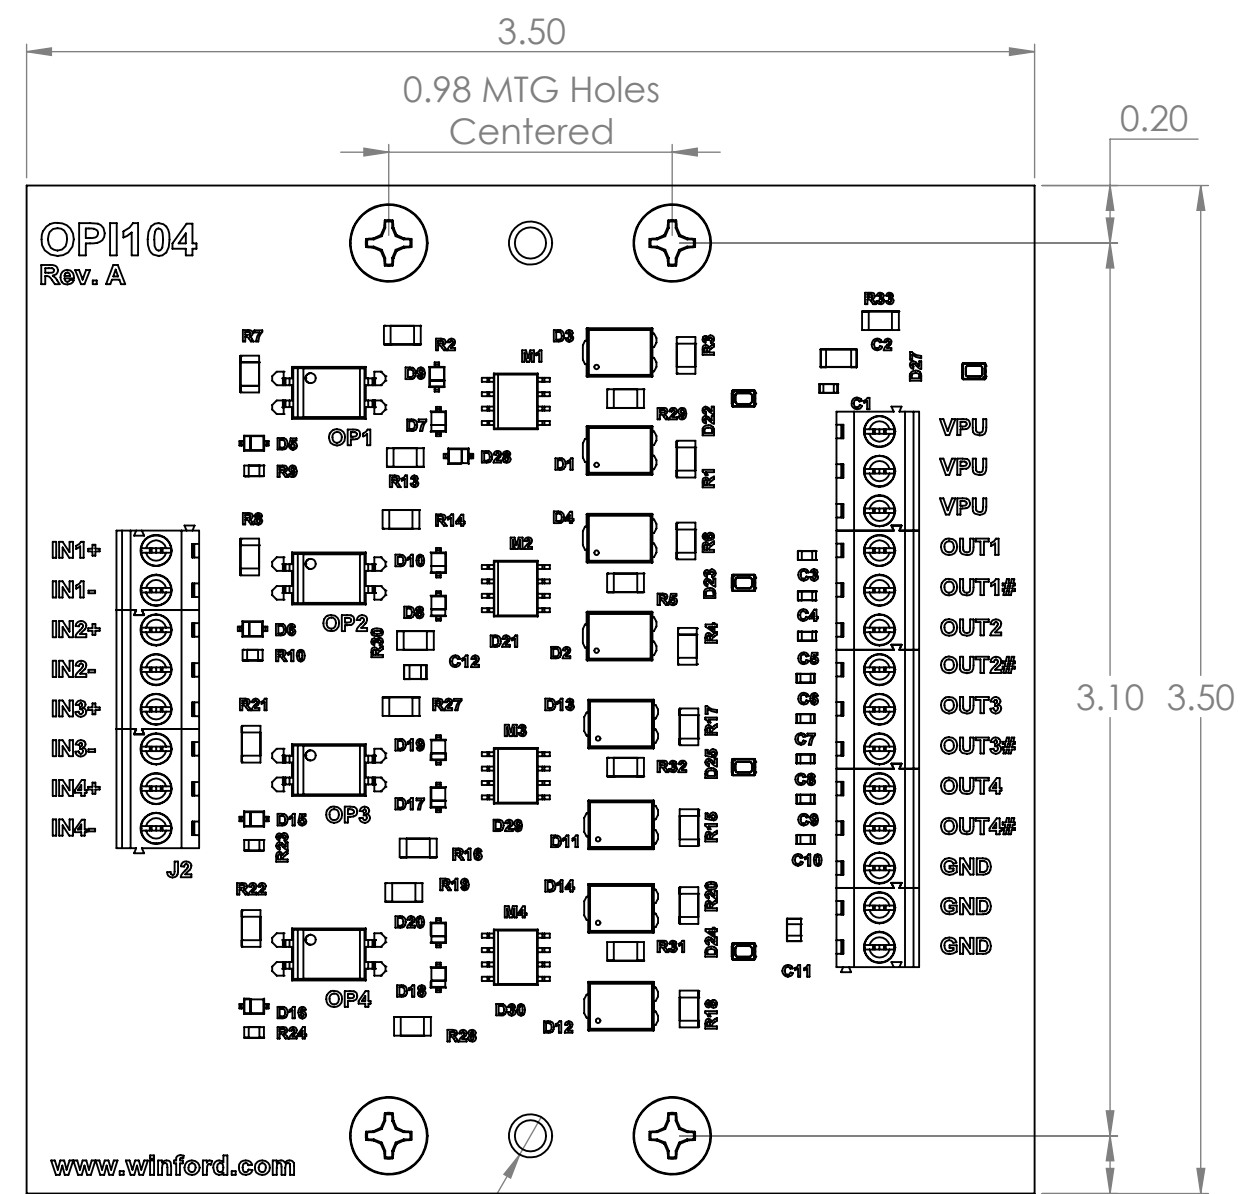 3.50
0.98 MTG Holes
Centered
0.20
OPI104
Rev. A
R33
R7
R2
D3
R3
C2
M1
D27
D9
R29
D22
C1
D7
OP1
VPU
D5
D28
D1
R1
R9
R13
VPU
R8
R14
D4
VPU
IN1+
M2
R6
OUT1
D10
C3
D23
IN1-
D8
R5
OUT1#
C4
IN2+
D6
OP2
R30
D21
D2
R4
OUT2
R10
C12
C5
IN2-
OUT2#
R21
R27
D13
C6
IN3+
R17
OUT3
3.10
3.50
M3
C7
IN3-
D19
R32
D25
OUT3#
C8
IN4+
D17
OUT4
D15
OP3
D29
R15
C9
IN4-
R23
D11
OUT4#
R16
C10
J2
GND
R22
R19
D14
R20
D20
M4
GND
R31
D24
GND
C11
OP4
D18
D16
D30
D12
R18
R24
R28
www.winford.com